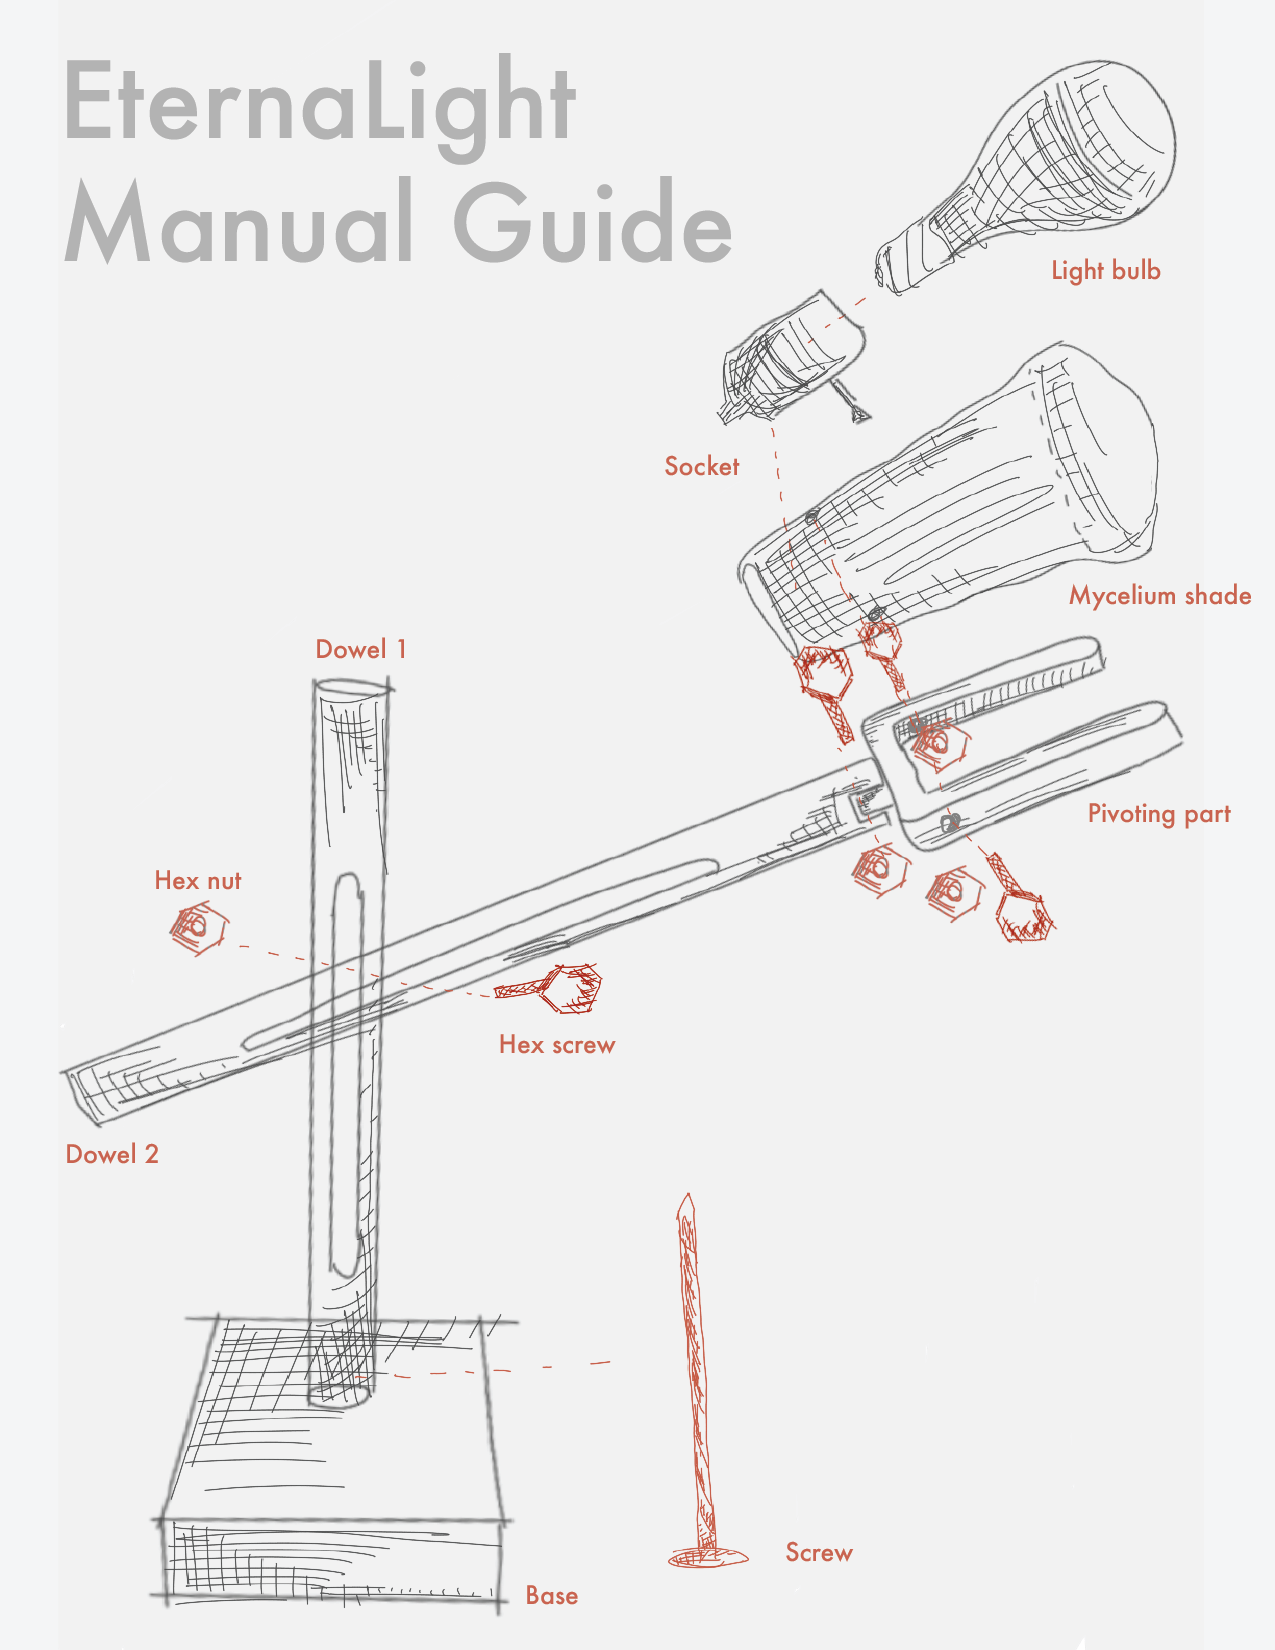 EternaLight
Manual Guide
Light bulb
Socket
Mycelium shade
Dowel 1
Pivoting part
Hex nut
Hex screw
Dowel 2
Screw
Base